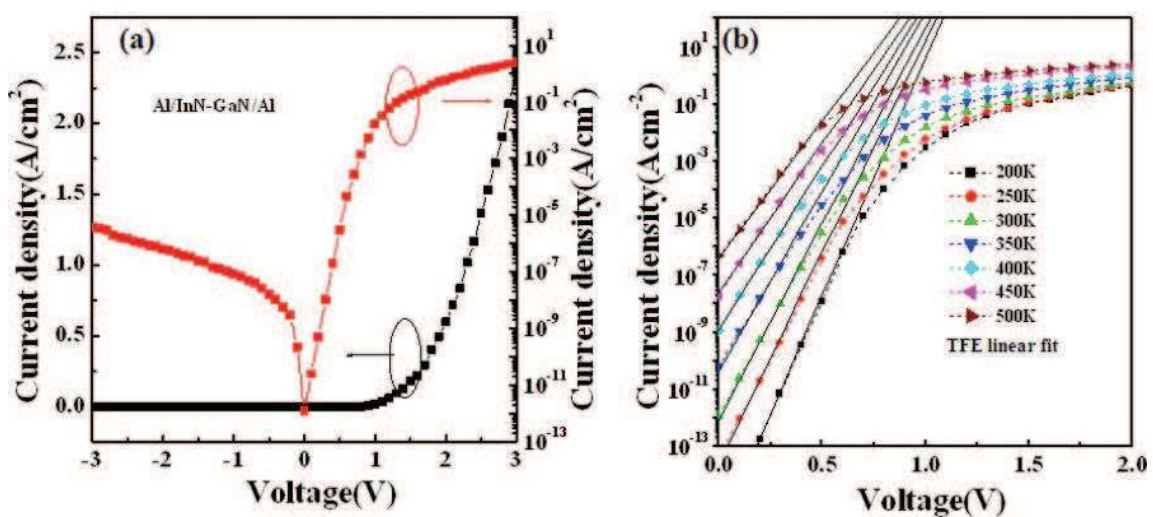 (a)
Al/InN-GaN/Al
Current density(A/cm²)
2.5
2.0
1.5
1.0
0.5
0.0
10¹
10⁻¹
10⁻³
10⁻⁵
10⁻⁷
10⁻⁹
10⁻¹¹
10⁻¹³
Current density(A/cm²)
-3 -2 -1 0 1 2 3
Voltage(V)
(b)
Current density(Acm⁻²)
10¹
10⁻¹
10⁻³
10⁻⁵
10⁻⁷
10⁻⁹
10⁻¹¹
10⁻¹³
200K
250K
300K
350K
400K
450K
500K
TFE linear fit
0.0 0.5 1.0 1.5 2.0
Voltage(V)